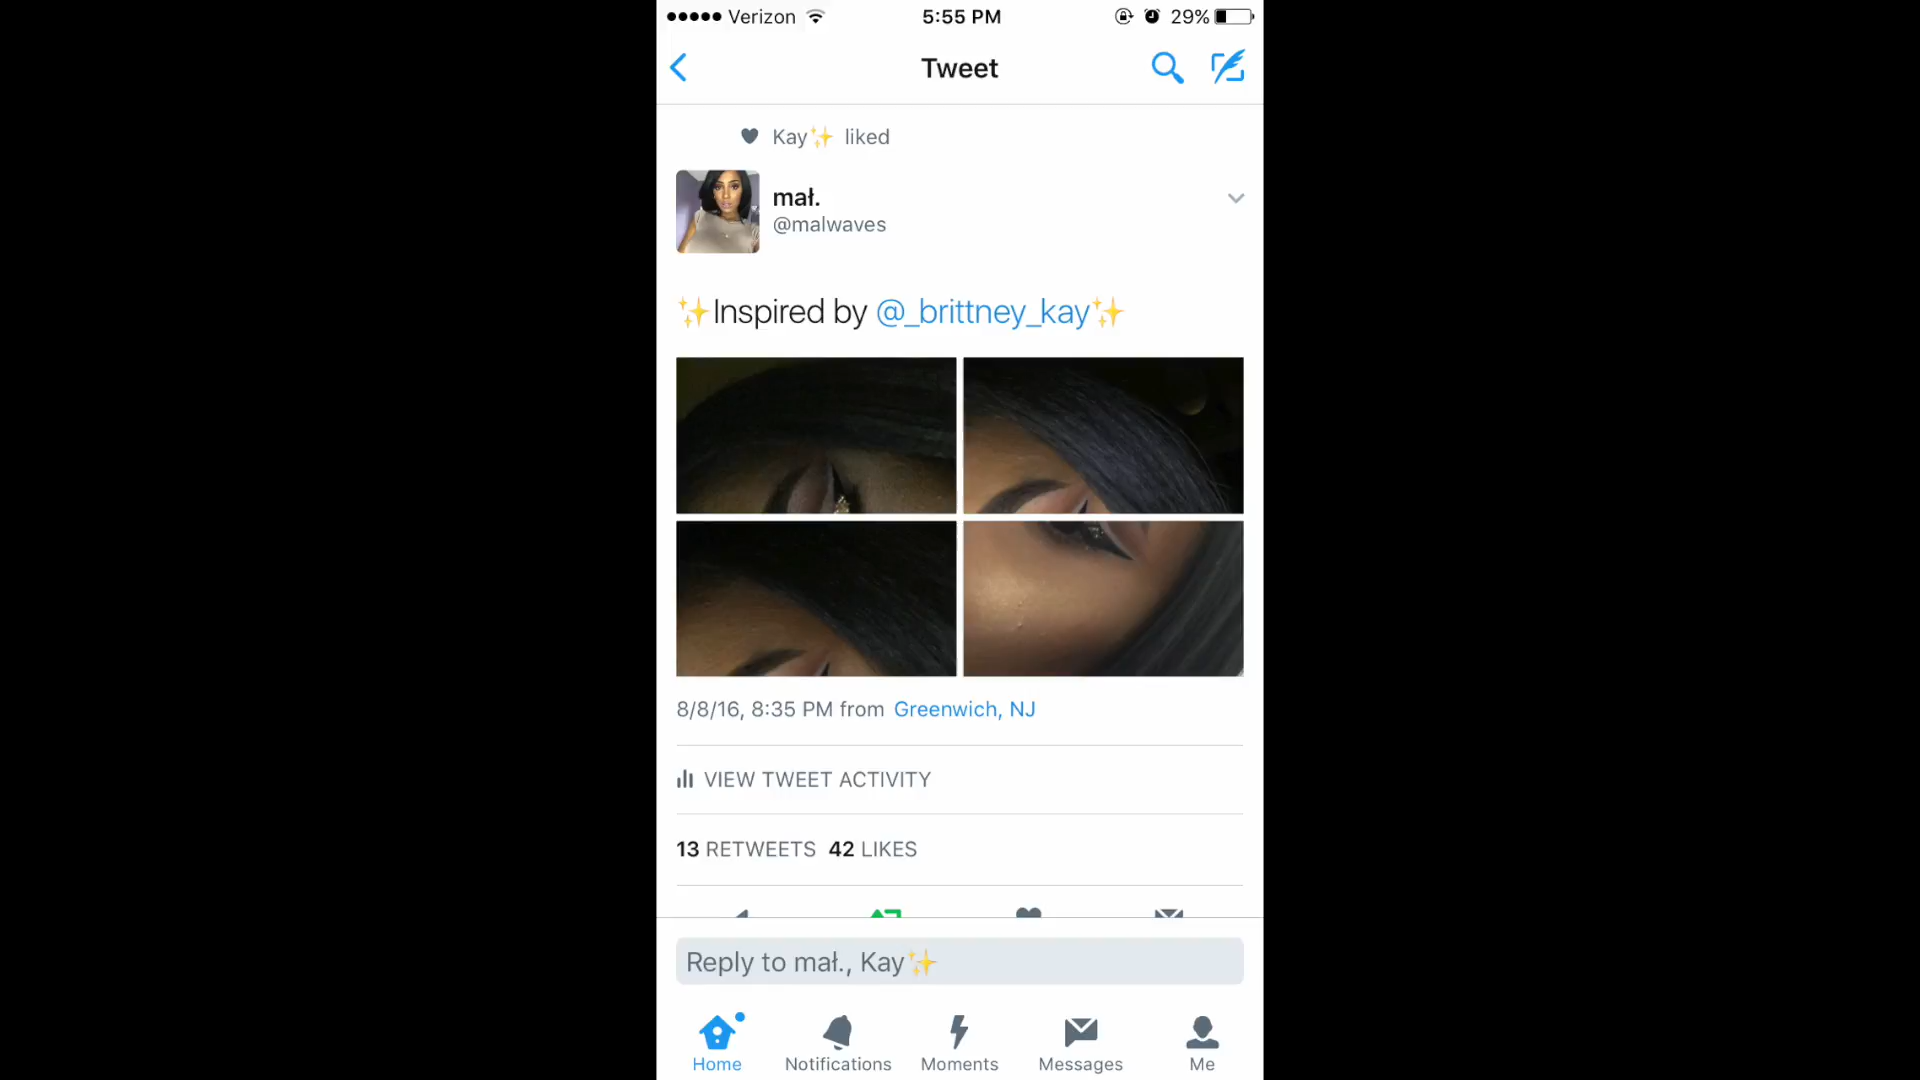 Verizon 5:55 PM 29%
Tweet
Kay✨ liked
mał.
@malwaves
✨Inspired by @_brittney_kay✨
8/8/16, 8:35 PM from Greenwich, NJ
VIEW TWEET ACTIVITY
13 RETWEETS 42 LIKES
Reply to mał., Kay✨
Home Notifications Moments Messages Me